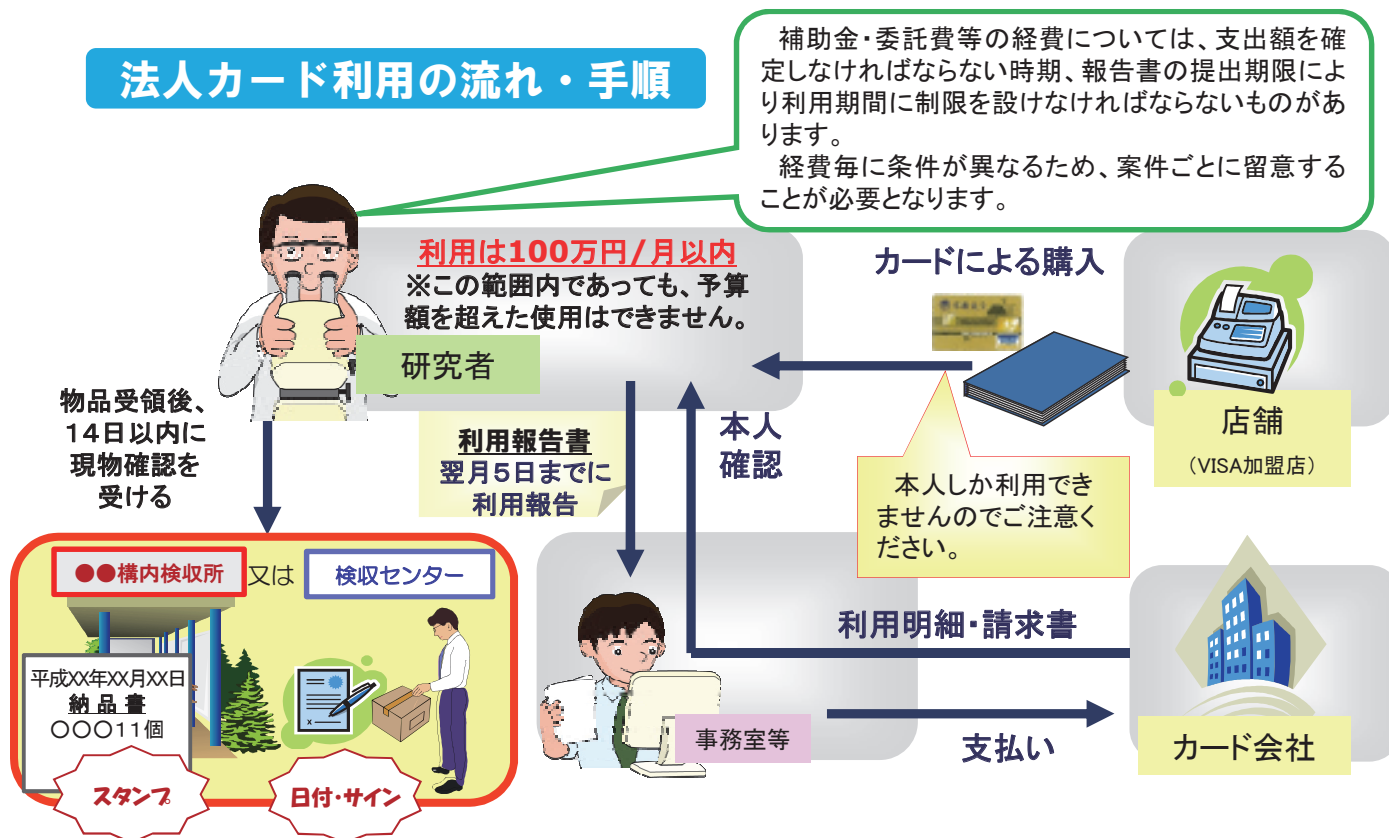 法人カード利用の流れ・手順
補助金・委託費等の経費については、支出額を確
定しなければならない時期、報告書の提出期限によ
り利用期間に制限を設けなければならないものがあ
ります。
経費毎に条件が異なるため、案件ごとに留意する
ことが必要となります。
利用は100万円/月以内
※この範囲内であっても、予算
額を超えた使用はできません。
研究者
カードによる購入
店舗
（VISA加盟店）
物品受領後、
14日以内に
現物確認を
受ける
利用報告書
翌月5日までに
利用報告
本人
確認
本人しか利用でき
ませんのでご注意く
ださい。
●●構内検収所
又は
検収センター
平成XX年XX月XX日
納品書
〇〇〇11個
スタンプ
日付・サイン
利用明細・請求書
事務室等
支払い
カード会社